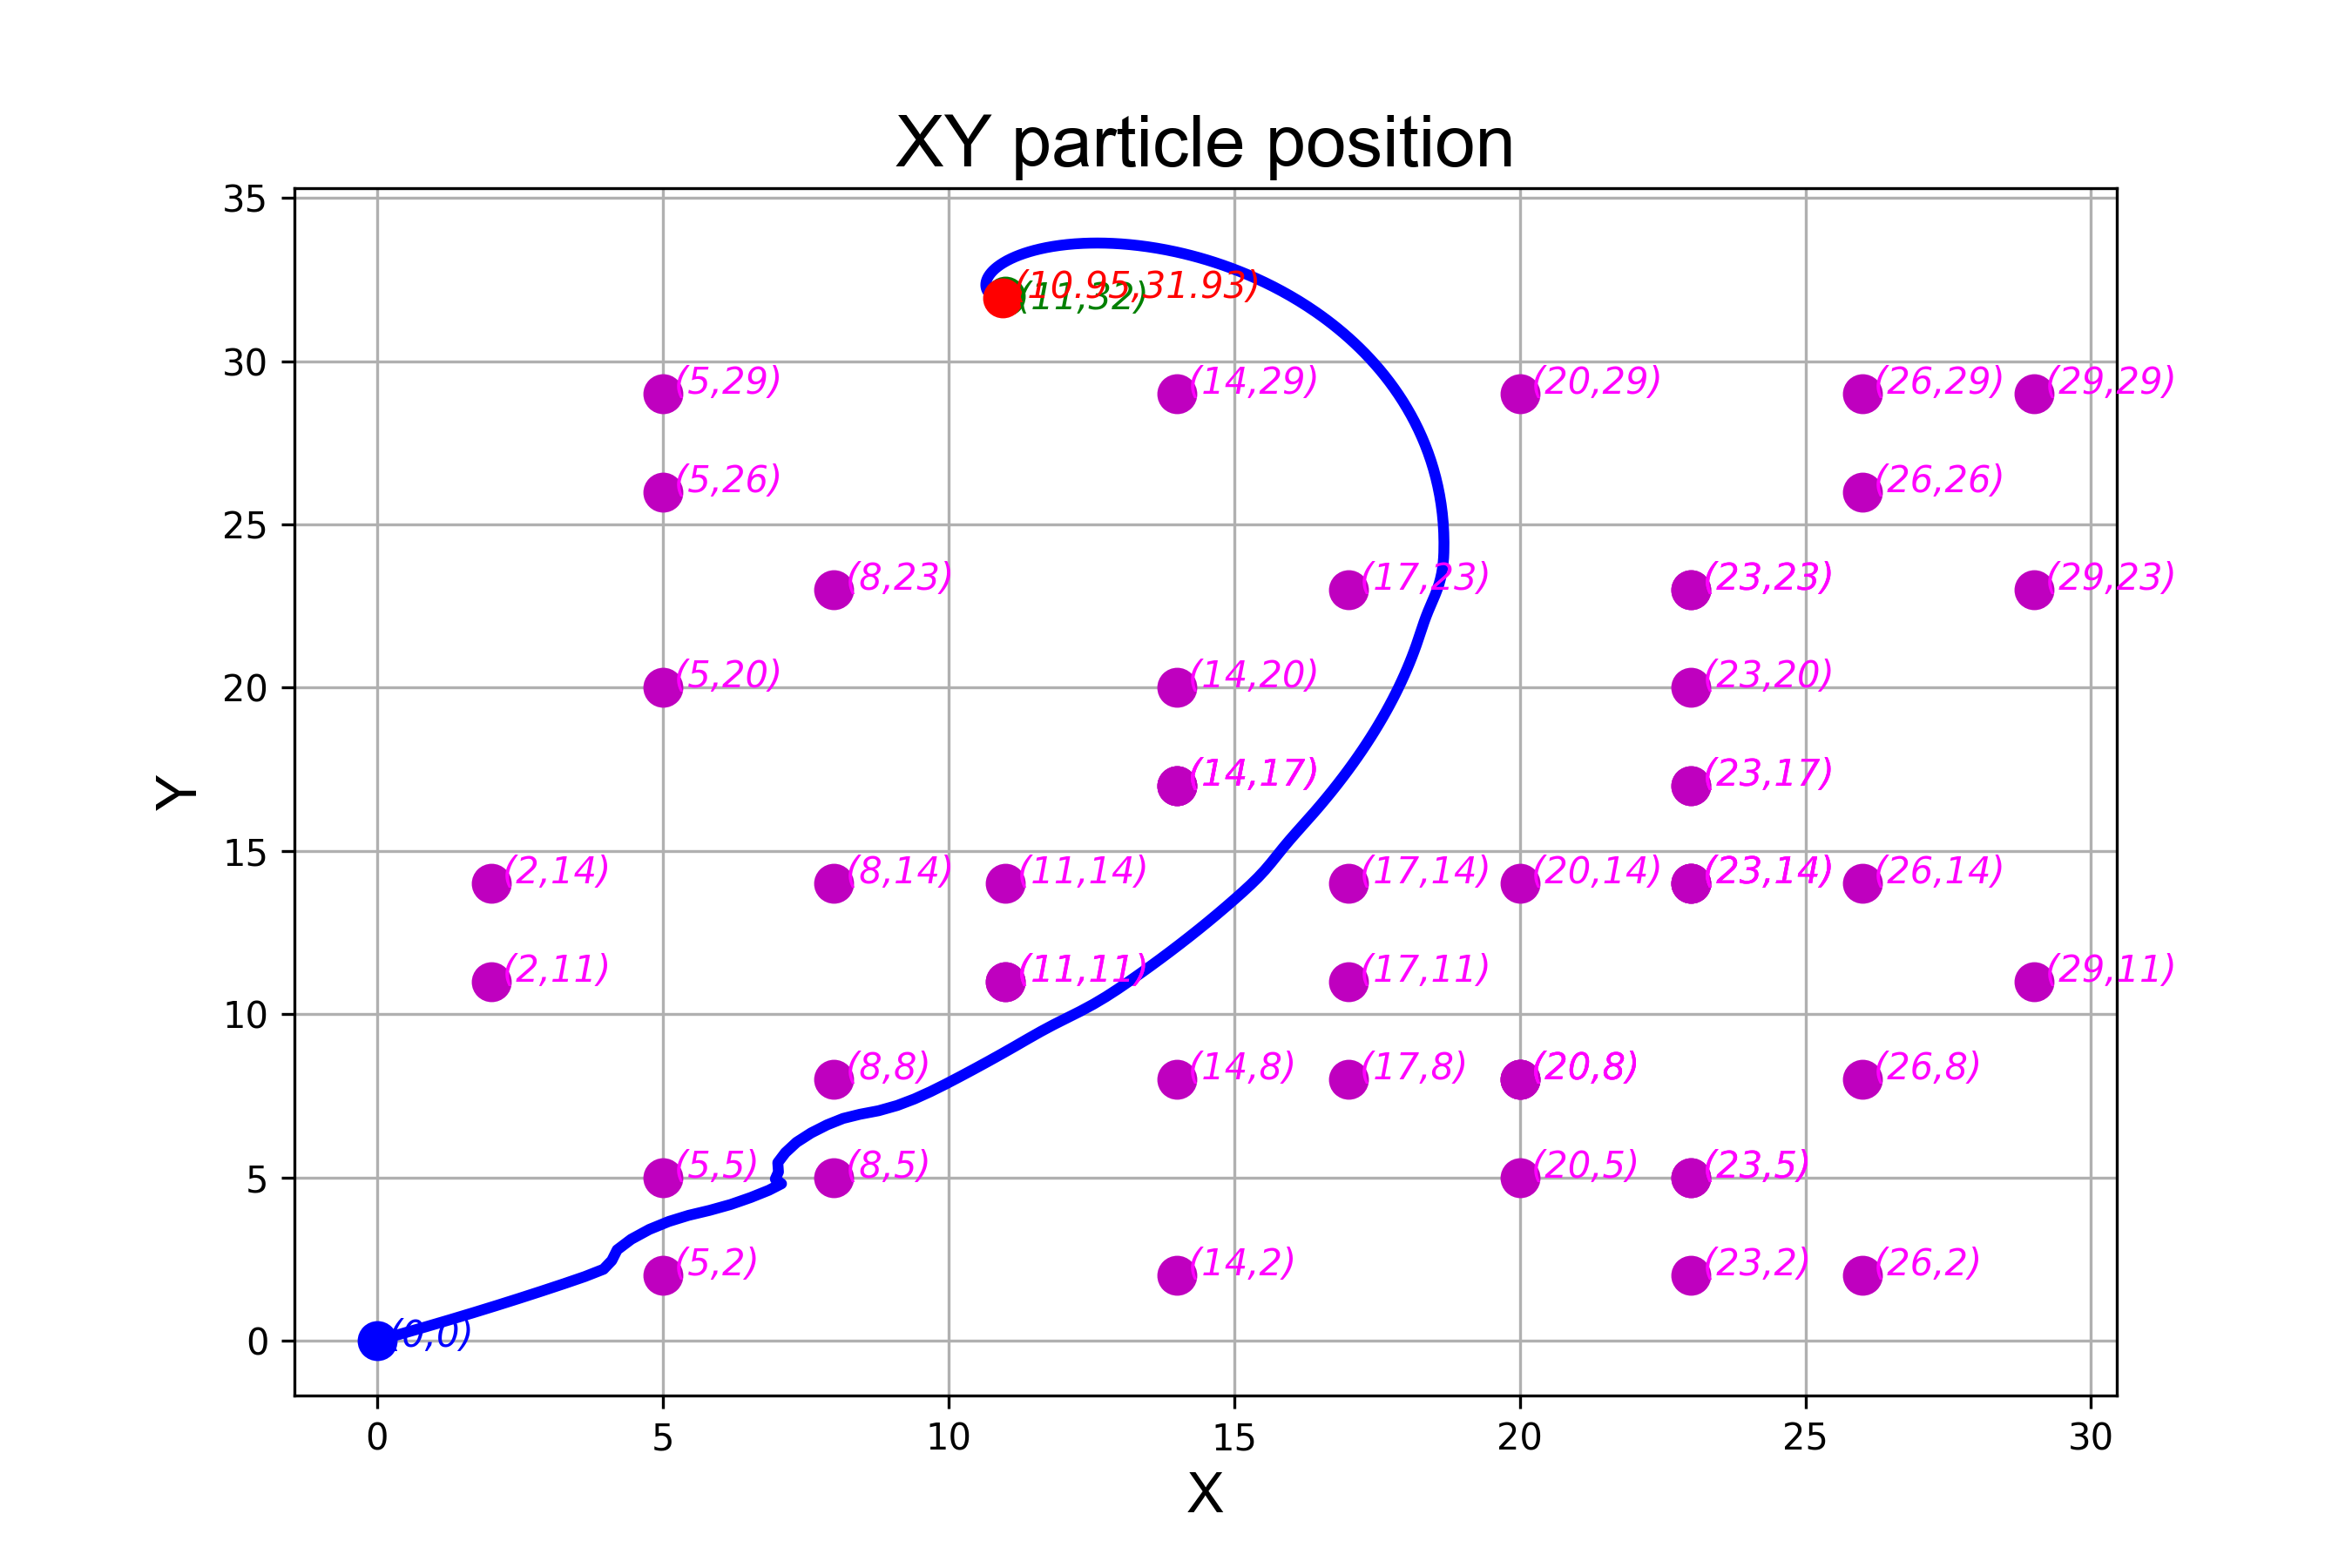 XY particle position
35
(10.95,31.93)
(11,32)
30
(5,29) (14,29) (20,29) (26,29) (29,29)
(5,26) (26,26)
25
(8,23) (17,23) (23,23) (29,23)
20 (5,20) (14,20) (23,20)
(14,17) (23,17)
Y
15
(2,14) (8,14) (11,14) (17,14) (20,14) (23,14) (26,14)
(2,11) (11,11) (17,11) (29,11)
10
(8,8) (14,8) (17,8) (20,8) (26,8)
5 (5,5) (8,5) (20,5) (23,5)
(5,2) (14,2) (23,2) (26,2)
0 (0,0)
0 5 10 15 20 25 30
X